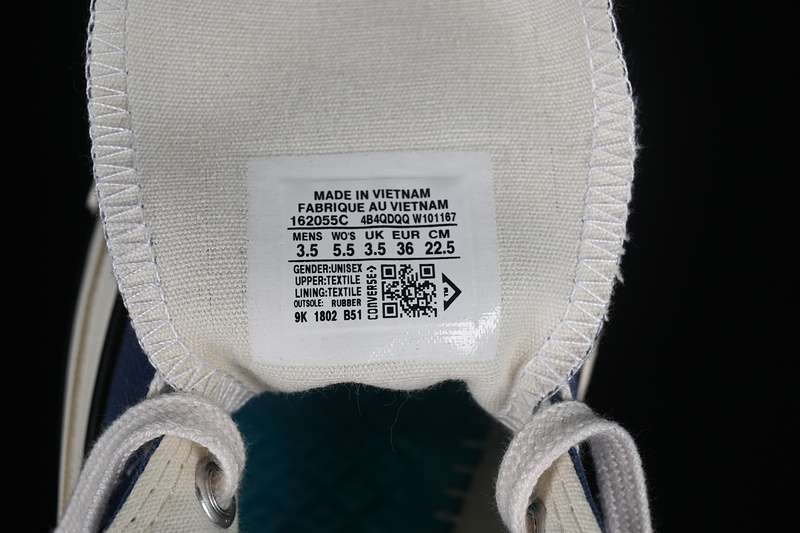 MADE IN VIETNAM
FABRIQUE AU VIETNAM
162055C 4B4QDQQ W101167
MENS WO'S UK EUR CM
3.5 5.5 3.5 36 22.5
GENDER:UNISEX
UPPER:TEXTILE
LINING:TEXTILE
OUTSOLE: RUBBER
9K 1802 B51
CONVERSE